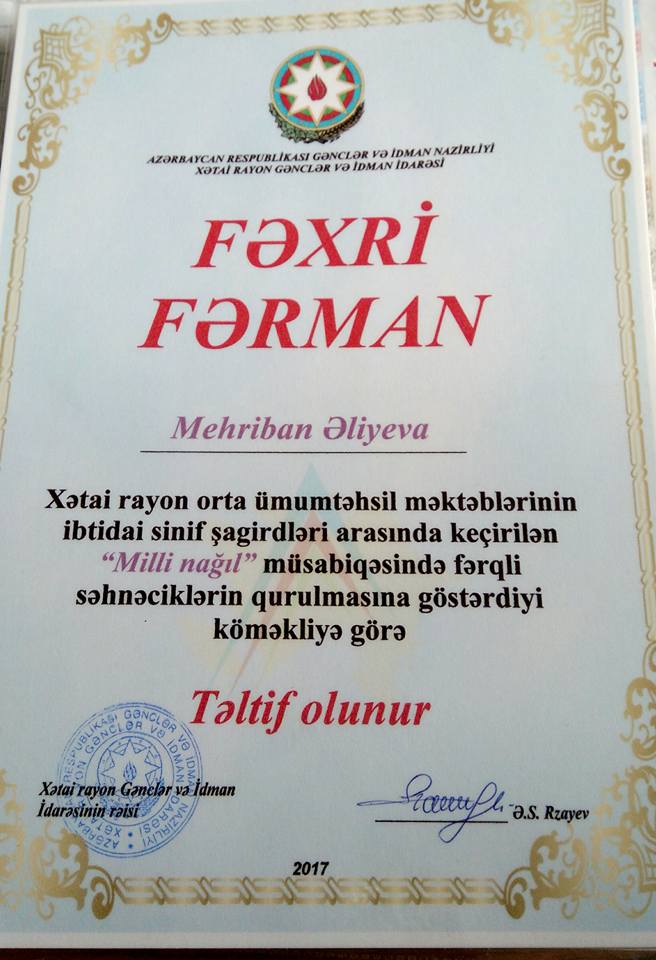 AZƏRBAYCAN RESPUBLİKASI GƏNCLƏR VƏ İDMAN NAZİRLİYİ
XƏTAİ RAYON GƏNCLƏR VƏ İDMAN İDARƏSİ
FƏXRİ
FƏRMAN
Mehriban Əliyeva
Xətai rayon orta ümumtəhsil məktəblərinin
ibtidai sinif şagirdləri arasında keçirilən
“Milli nağıl” müsabiqəsində fərqli
səhnəciklərin qurulmasına göstərdiyi
köməkliyə görə
Təltif olunur
Xətai rayon Gənclər və İdman
İdarəsinin rəisi
Ə.S. Rzayev
2017